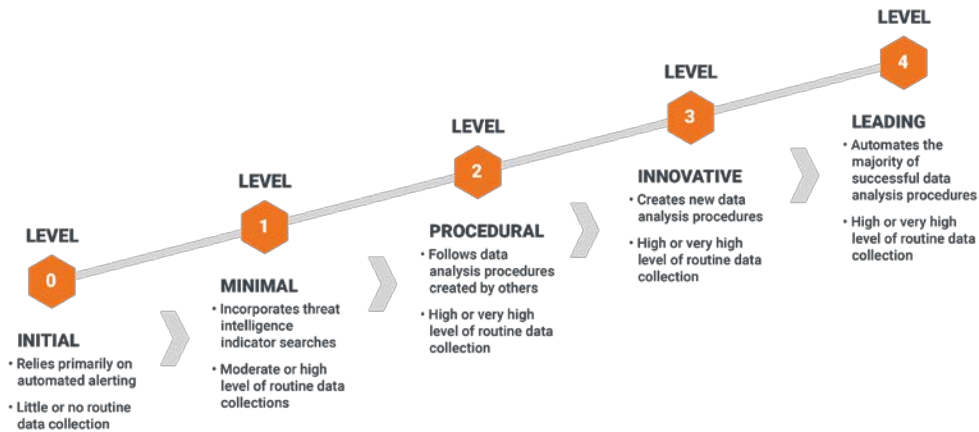 LEVEL
0
INITIAL
• Relies primarily on
automated alerting
• Little or no routine
data collection
LEVEL
1
MINIMAL
• Incorporates threat
intelligence
indicator searches
• Moderate or high
level of routine data
collections
LEVEL
2
PROCEDURAL
• Follows data
analysis procedures
created by others
• High or very high
level of routine data
collection
LEVEL
3
INNOVATIVE
• Creates new data
analysis procedures
• High or very high
level of routine data
collection
LEVEL
4
LEADING
• Automates the
majority of
successful data
analysis procedures
• High or very high
level of routine data
collection